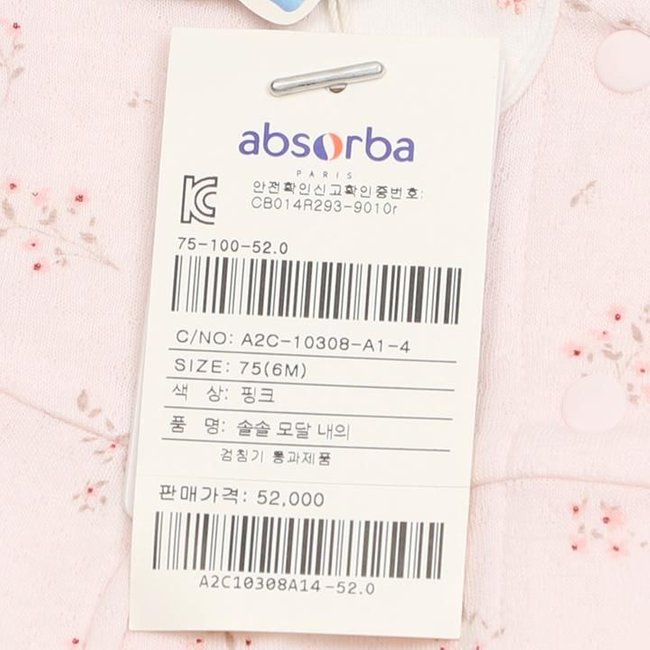 absorba
PARIS
안전확인신고확인증번호:
CB014R293-9010r
75-100-52.0
C/NO: A2C-10308-A1-4
SIZE: 75(6M)
색 상: 핑크
품 명: 솔솔 모달 내의
검침기 통과제품
판매가격: 52,000
A2C10308A14-52.0